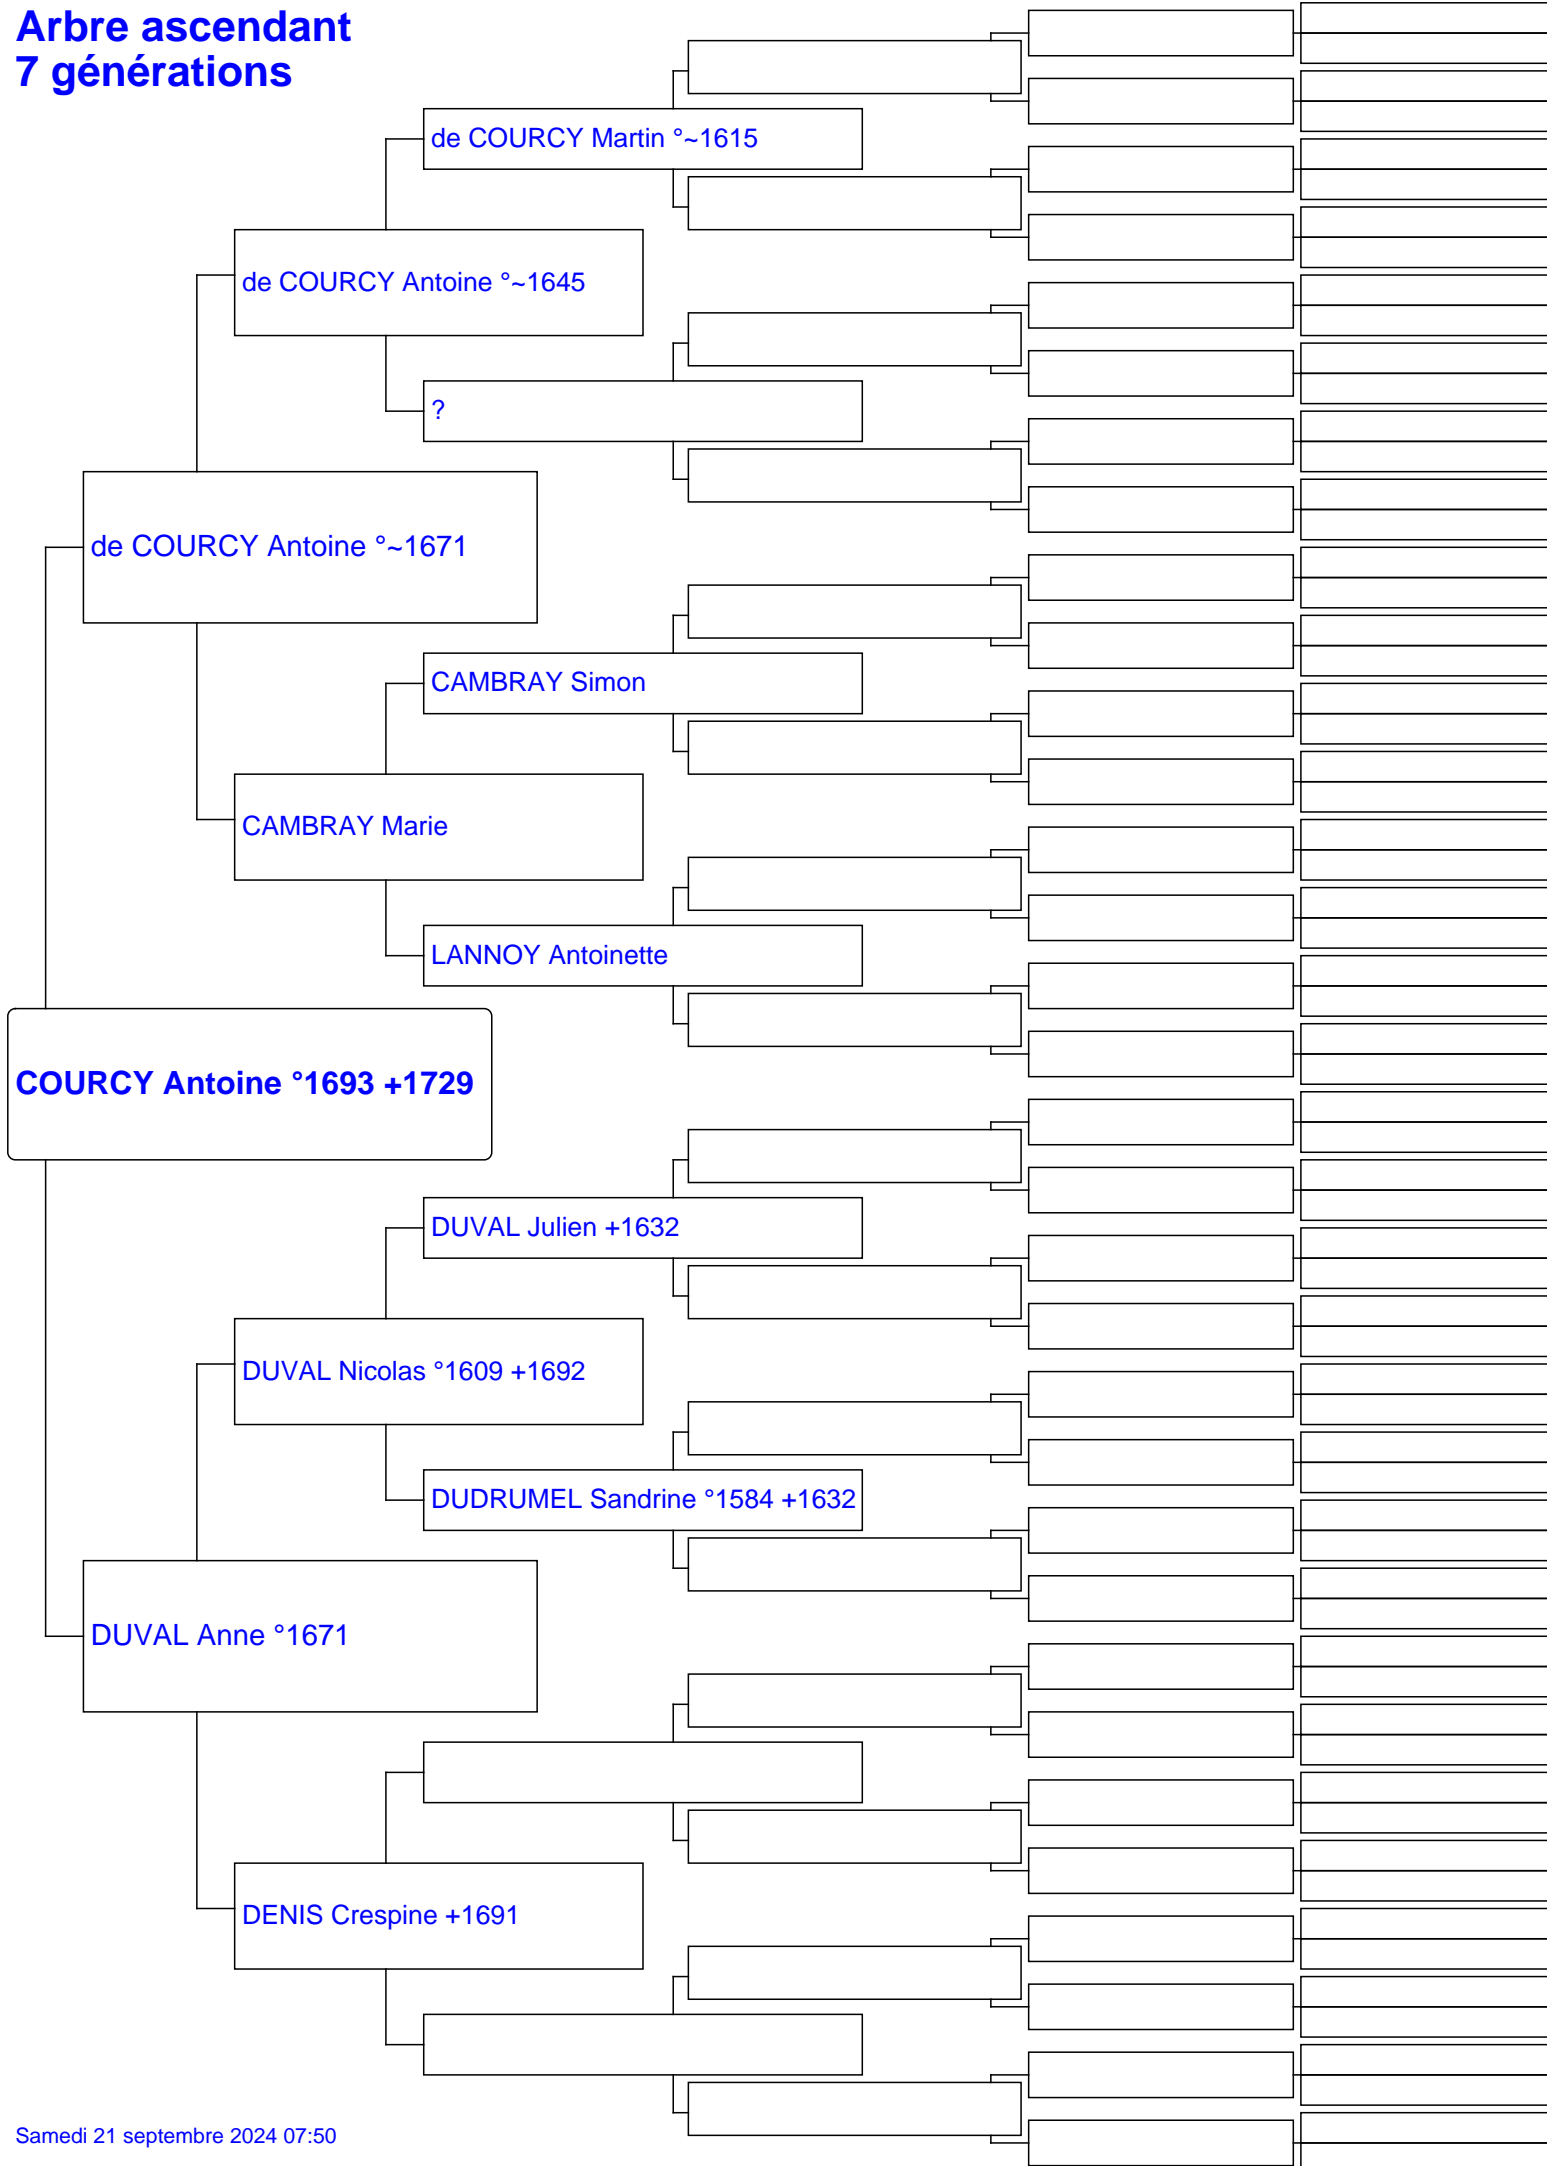 Arbre ascendant
7 générations
de COURCY Martin °~1615
de COURCY Antoine °~1645
?
de COURCY Antoine °~1671
CAMBRAY Simon
CAMBRAY Marie
LANNOY Antoinette
COURCY Antoine °1693 +1729
DUVAL Julien +1632
DUVAL Nicolas °1609 +1692
DUDRUMEL Sandrine °1584 +1632
DUVAL Anne °1671
DENIS Crespine +1691
Samedi 21 septembre 2024 07:50